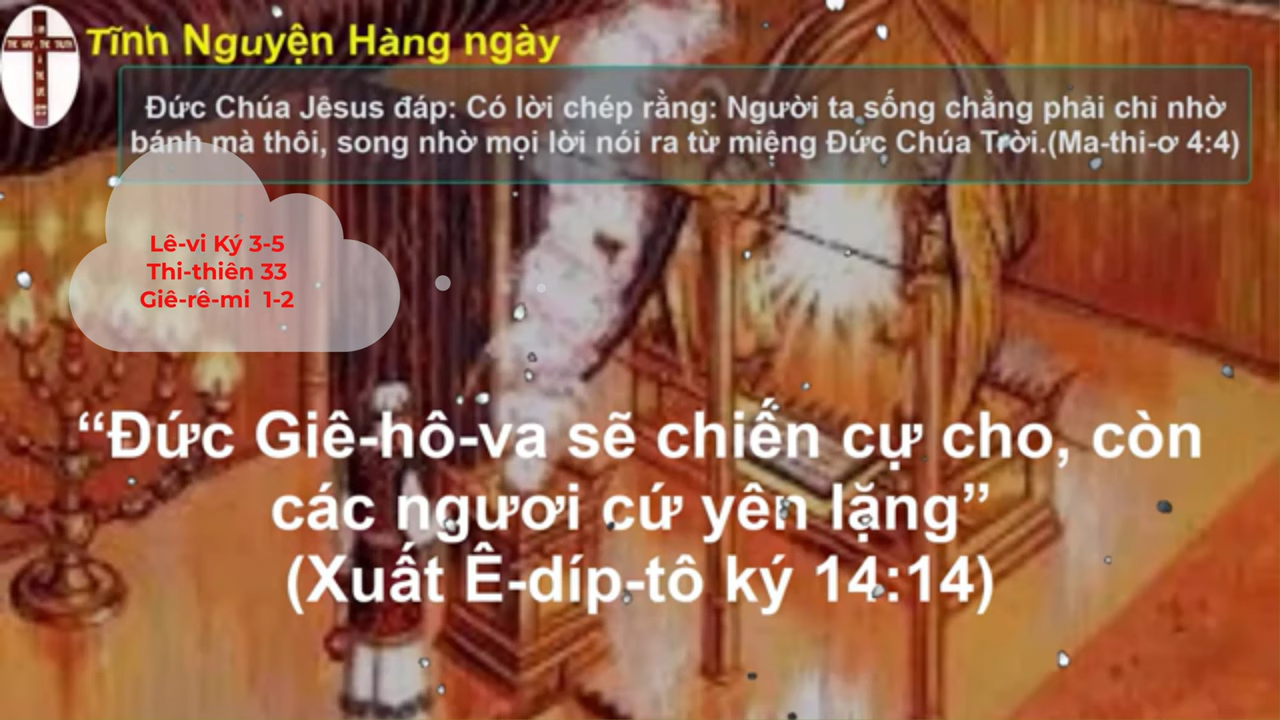 Tĩnh Nguyện Hàng ngày
Đức Chúa Jêsus đáp: Có lời chép rằng: Người ta sống chẳng phải chỉ nhờ
bánh mà thôi, song nhờ mọi lời nói ra từ miệng Đức Chúa Trời.(Ma-thi-ơ 4:4)
Lê-vi Ký 3-5
Thi-thiên 33
Giê-rê-mi 1-2
“Đức Giê-hô-va sẽ chiến cự cho, còn
các ngươi cứ yên lặng”
(Xuất Ê-díp-tô ký 14:14)